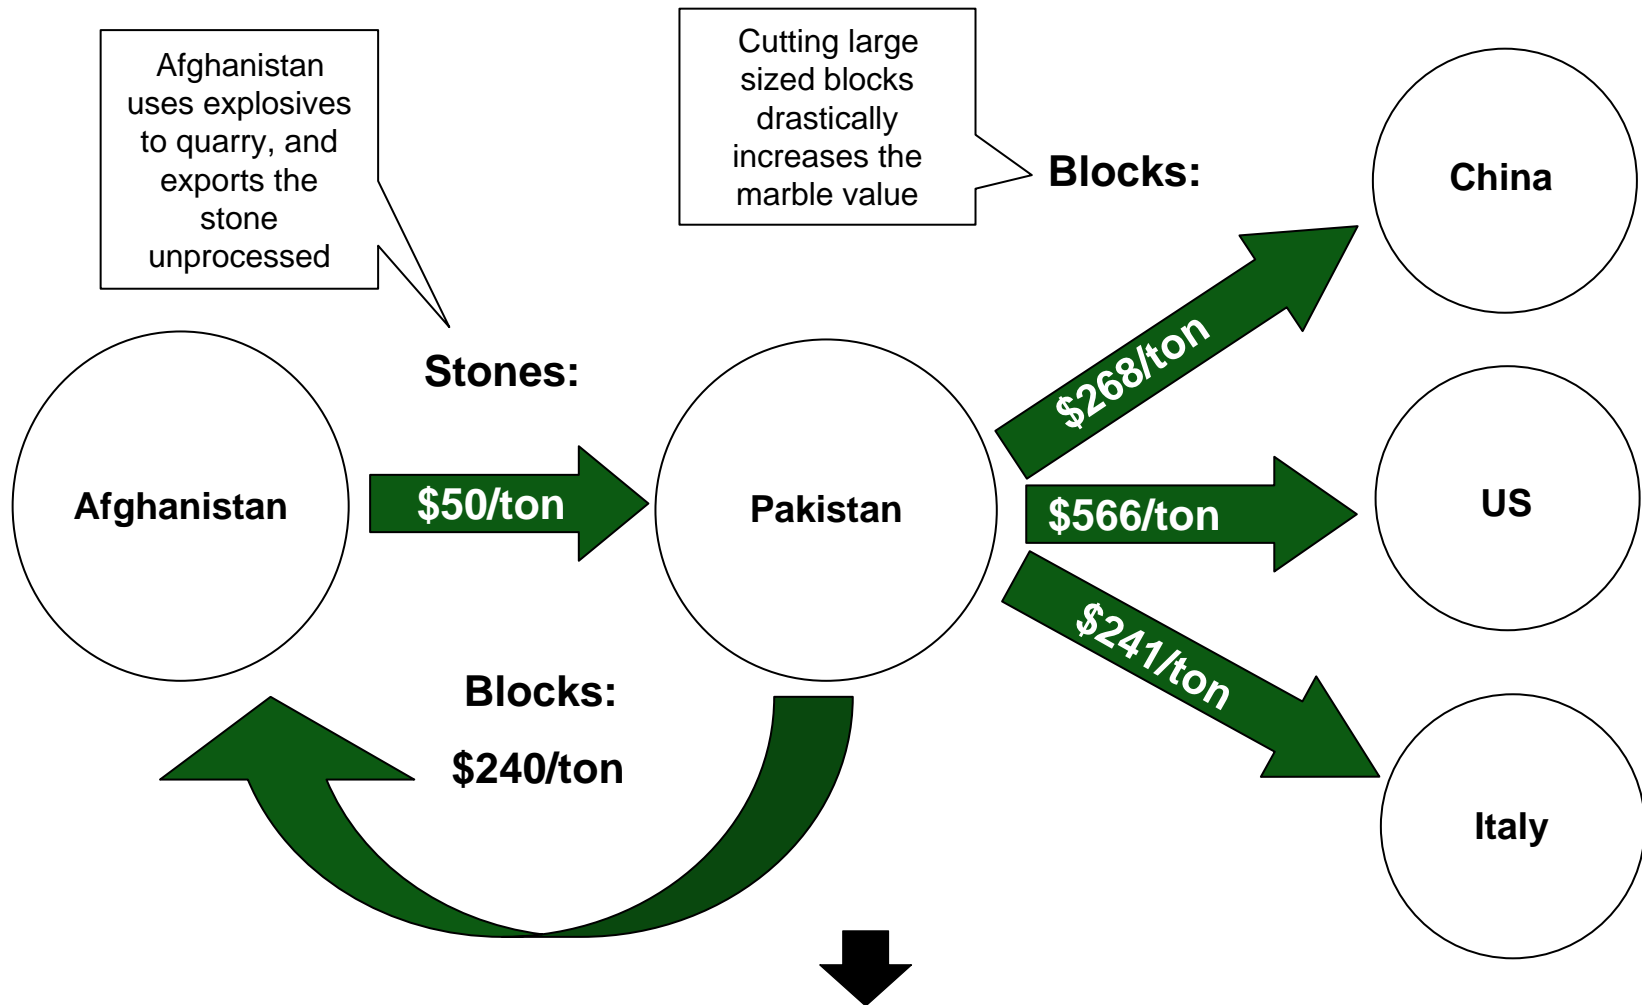 Afghanistan
uses explosives
to quarry, and
exports the
stone
unprocessed
Cutting large
sized blocks
drastically
increases the
marble value
Blocks:
China
$268/ton
Stones:
Afghanistan
$50/ton
Pakistan
$566/ton
US
$241/ton
Blocks:
$240/ton
Italy